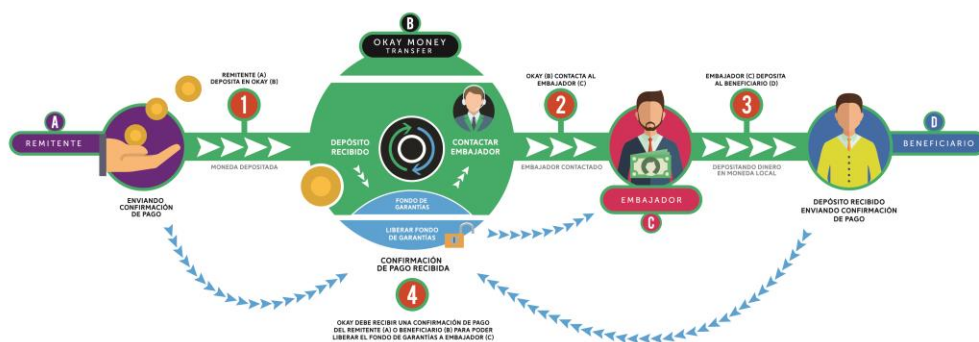 B
OKAY MONEY
TRANSFER
REMITENTE (A)
DEPOSITA EN OKAY (B)
1
OKAY (B) CONTACTA AL
EMBAJADOR (C)
2
EMBAJADOR (C) DEPOSITA
AL BENEFICIARIO (D)
3
A
REMITENTE
D
BENEFICIARIO
DEPÓSITO
RECIBIDO
CONTACTAR
EMBAJADOR
MONEDA DEPOSITADA
EMBAJADOR CONTACTADO
DEPOSITANDO DINERO
EN MONEDA LOCAL
ENVIANDO
CONFIRMACIÓN
DE PAGO
FONDO DE
GARANTÍAS
EMBAJADOR
C
DEPÓSITO RECIBIDO
ENVIANDO CONFIRMACIÓN
DE PAGO
LIBERAR FONDO
DE GARANTÍAS
CONFIRMACIÓN
DE PAGO RECIBIDA
4
OKAY DEBE RECIBIR UNA CONFIRMACIÓN DE PAGO
DEL REMITENTE (A) O BENEFICIARIO (B) PARA PODER
LIBERAR EL FONDO DE GARANTÍAS A EMBAJADOR (C)